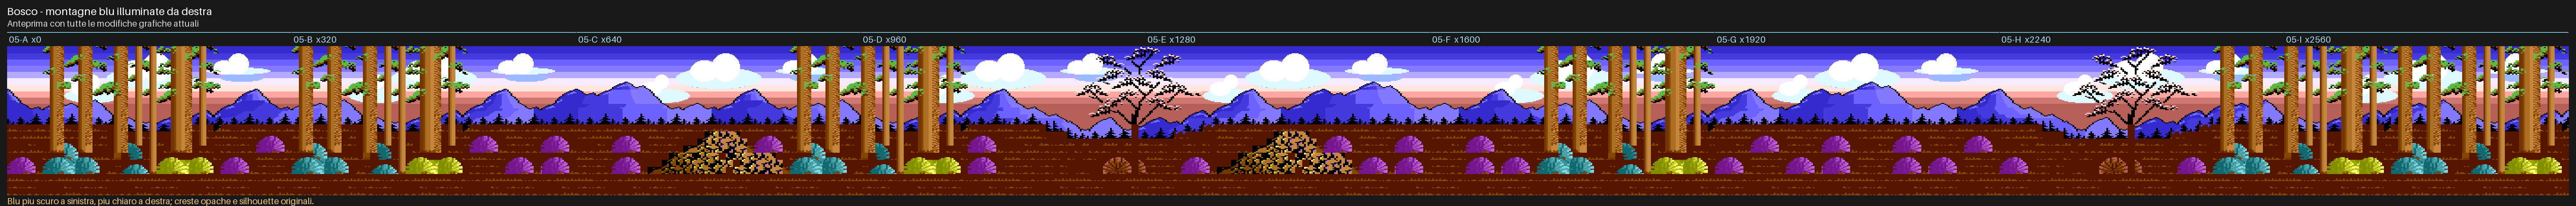 Bosco - montagne blu illuminate da destra
Anteprima con tutte le modifiche grafiche attuali
05-A x0
05-B x320
05-C x640
05-D x960
05-E x1280
05-F x1600
05-G x1920
05-H x2240
05-I x2560
Blu piu scuro a sinistra, piu chiaro a destra; creste opache e silhouette originali.